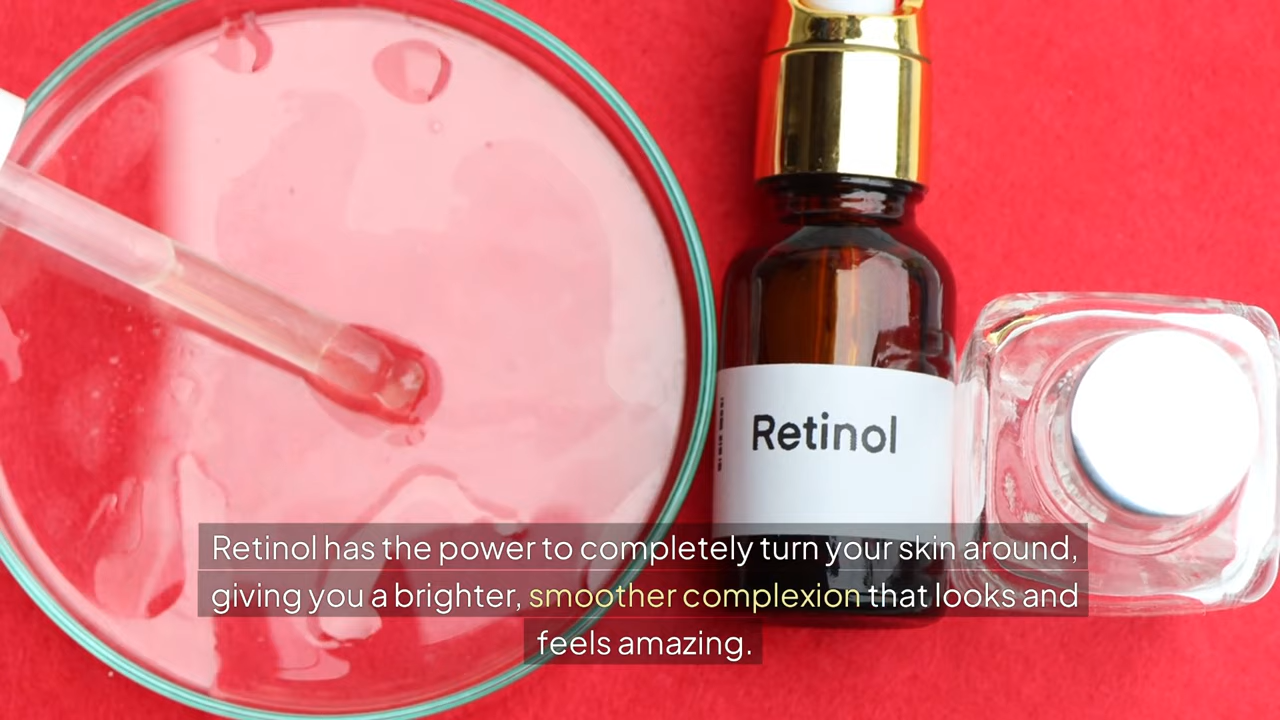 Retinol
Retinol has the power to completely turn your skin around,
giving you a brighter, smoother complexion that looks and
feels amazing.